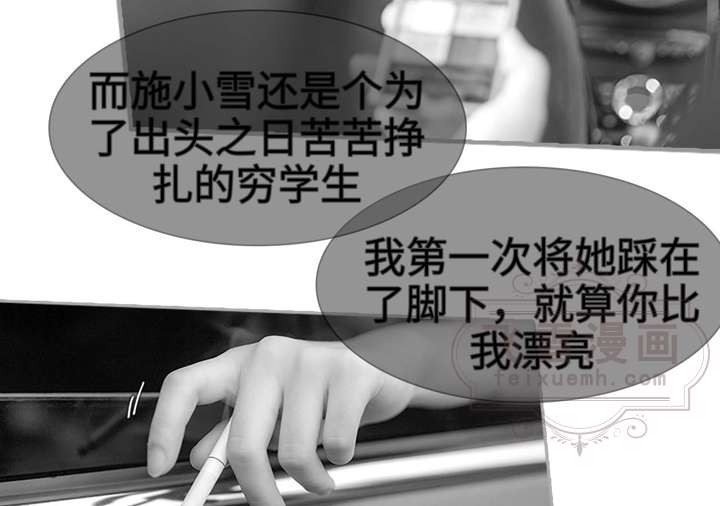 而施小雪还是个为
了出头之日苦苦挣
扎的穷学生
我第一次将她踩在
了脚下，就算你比
我漂亮
漫画
feixuemh.com